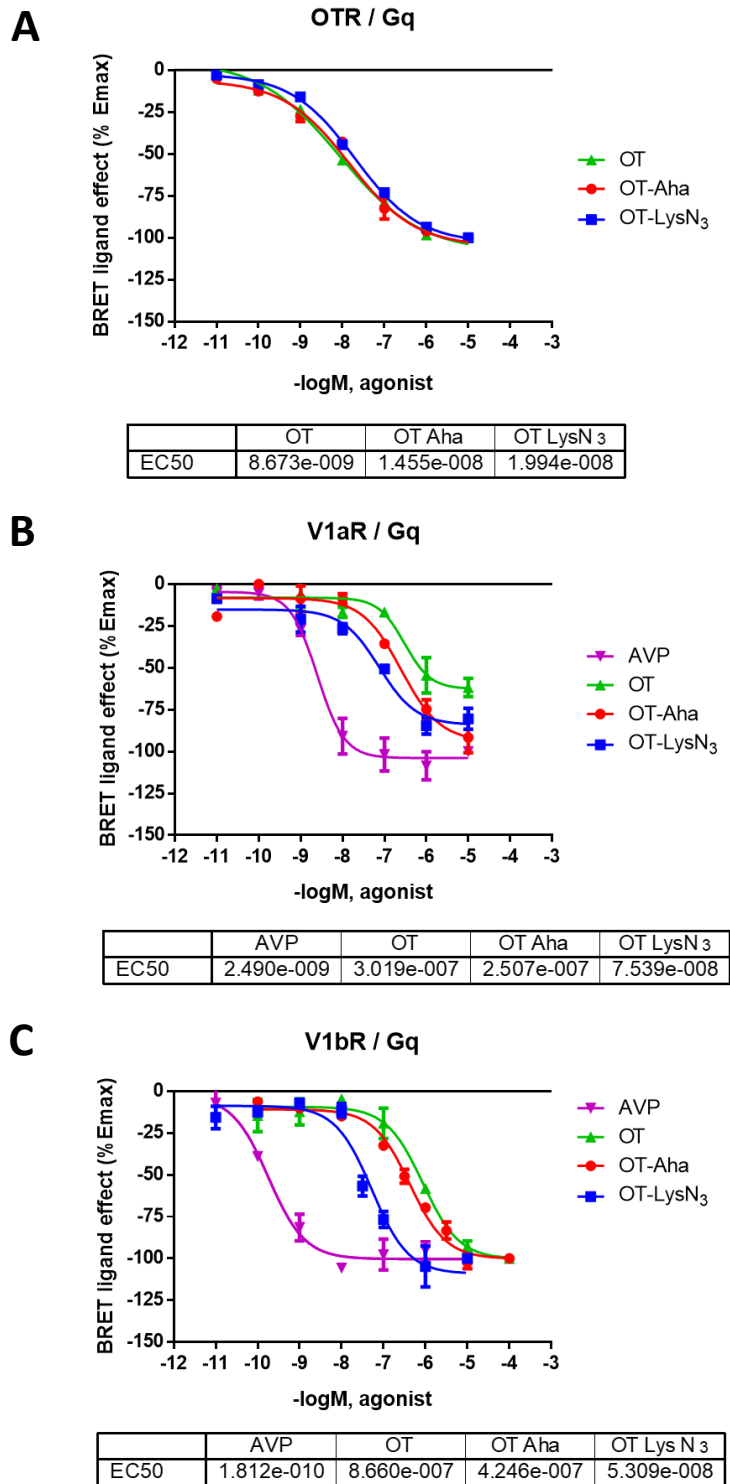 A
OTR / Gq
BRET ligand effect (% Emax)
0
-25
-50
-75
-100
-125
-150
-12 -11 -10 -9 -8 -7 -6 -5 -4 -3
-logM, agonist
OT
OT-Aha
OT-LysN3
OT OT Aha OT LysN 3
EC50 8.673e-009 1.455e-008 1.994e-008
B
V1aR / Gq
BRET ligand effect (% Emax)
0
-25
-50
-75
-100
-125
-150
-12 -11 -10 -9 -8 -7 -6 -5 -4 -3
-logM, agonist
AVP
OT
OT-Aha
OT-LysN3
AVP OT OT Aha OT LysN 3
EC50 2.490e-009 3.019e-007 2.507e-007 7.539e-008
C
V1bR / Gq
BRET ligand effect (% Emax)
0
-25
-50
-75
-100
-125
-150
-12 -11 -10 -9 -8 -7 -6 -5 -4 -3
-logM, agonist
AVP
OT
OT-Aha
OT-LysN3
AVP OT OT Aha OT Lys N 3
EC50 1.812e-010 8.660e-007 4.246e-007 5.309e-008